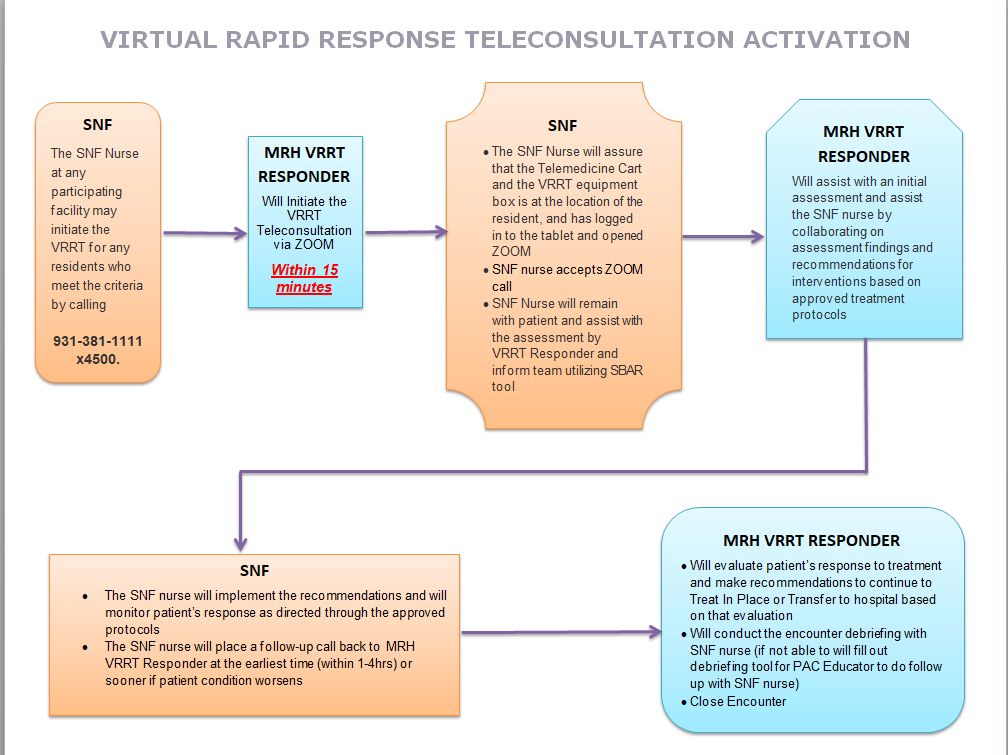 VIRTUAL RAPID RESPONSE TELECONSULTATION ACTIVATION
SNF
The SNF Nurse
at any
participating
facility may
initiate the
VRRT for any
residents who
meet the criteria
by calling
931-381-1111
x4500.
MRH VRRT
RESPONDER
Will Initiate the
VRRT
Teleconsultation
via ZOOM
Within 15
minutes
SNF
• The SNF Nurse will assure
that the Telemedicine Cart
and the VRRT equipment
box is at the location of the
resident, and has logged
in to the tablet and opened
ZOOM
• SNF nurse accepts ZOOM
call
• SNF Nurse will remain
with patient and assist with
the assessment by
VRRT Responder and
inform team utilizing SBAR
tool
MRH VRRT
RESPONDER
Will assist with an initial
assessment and assist
the SNF nurse by
collaborating on
assessment findings and
recommendations for
interventions based on
approved treatment
protocols
SNF
• The SNF nurse will implement the recommendations and will
monitor patient's response as directed through the approved
protocols
• The SNF nurse will place a follow-up call back to MRH
VRRT Responder at the earliest time (within 1-4hrs) or
sooner if patient condition worsens
MRH VRRT RESPONDER
• Will evaluate patient's response to treatment
and make recommendations to continue to
Treat In Place or Transfer to hospital based
on that evaluation
• Will conduct the encounter debriefing with
SNF nurse (if not able to will fill out
debriefing tool for PAC Educator to do follow
up with SNF nurse)
• Close Encounter